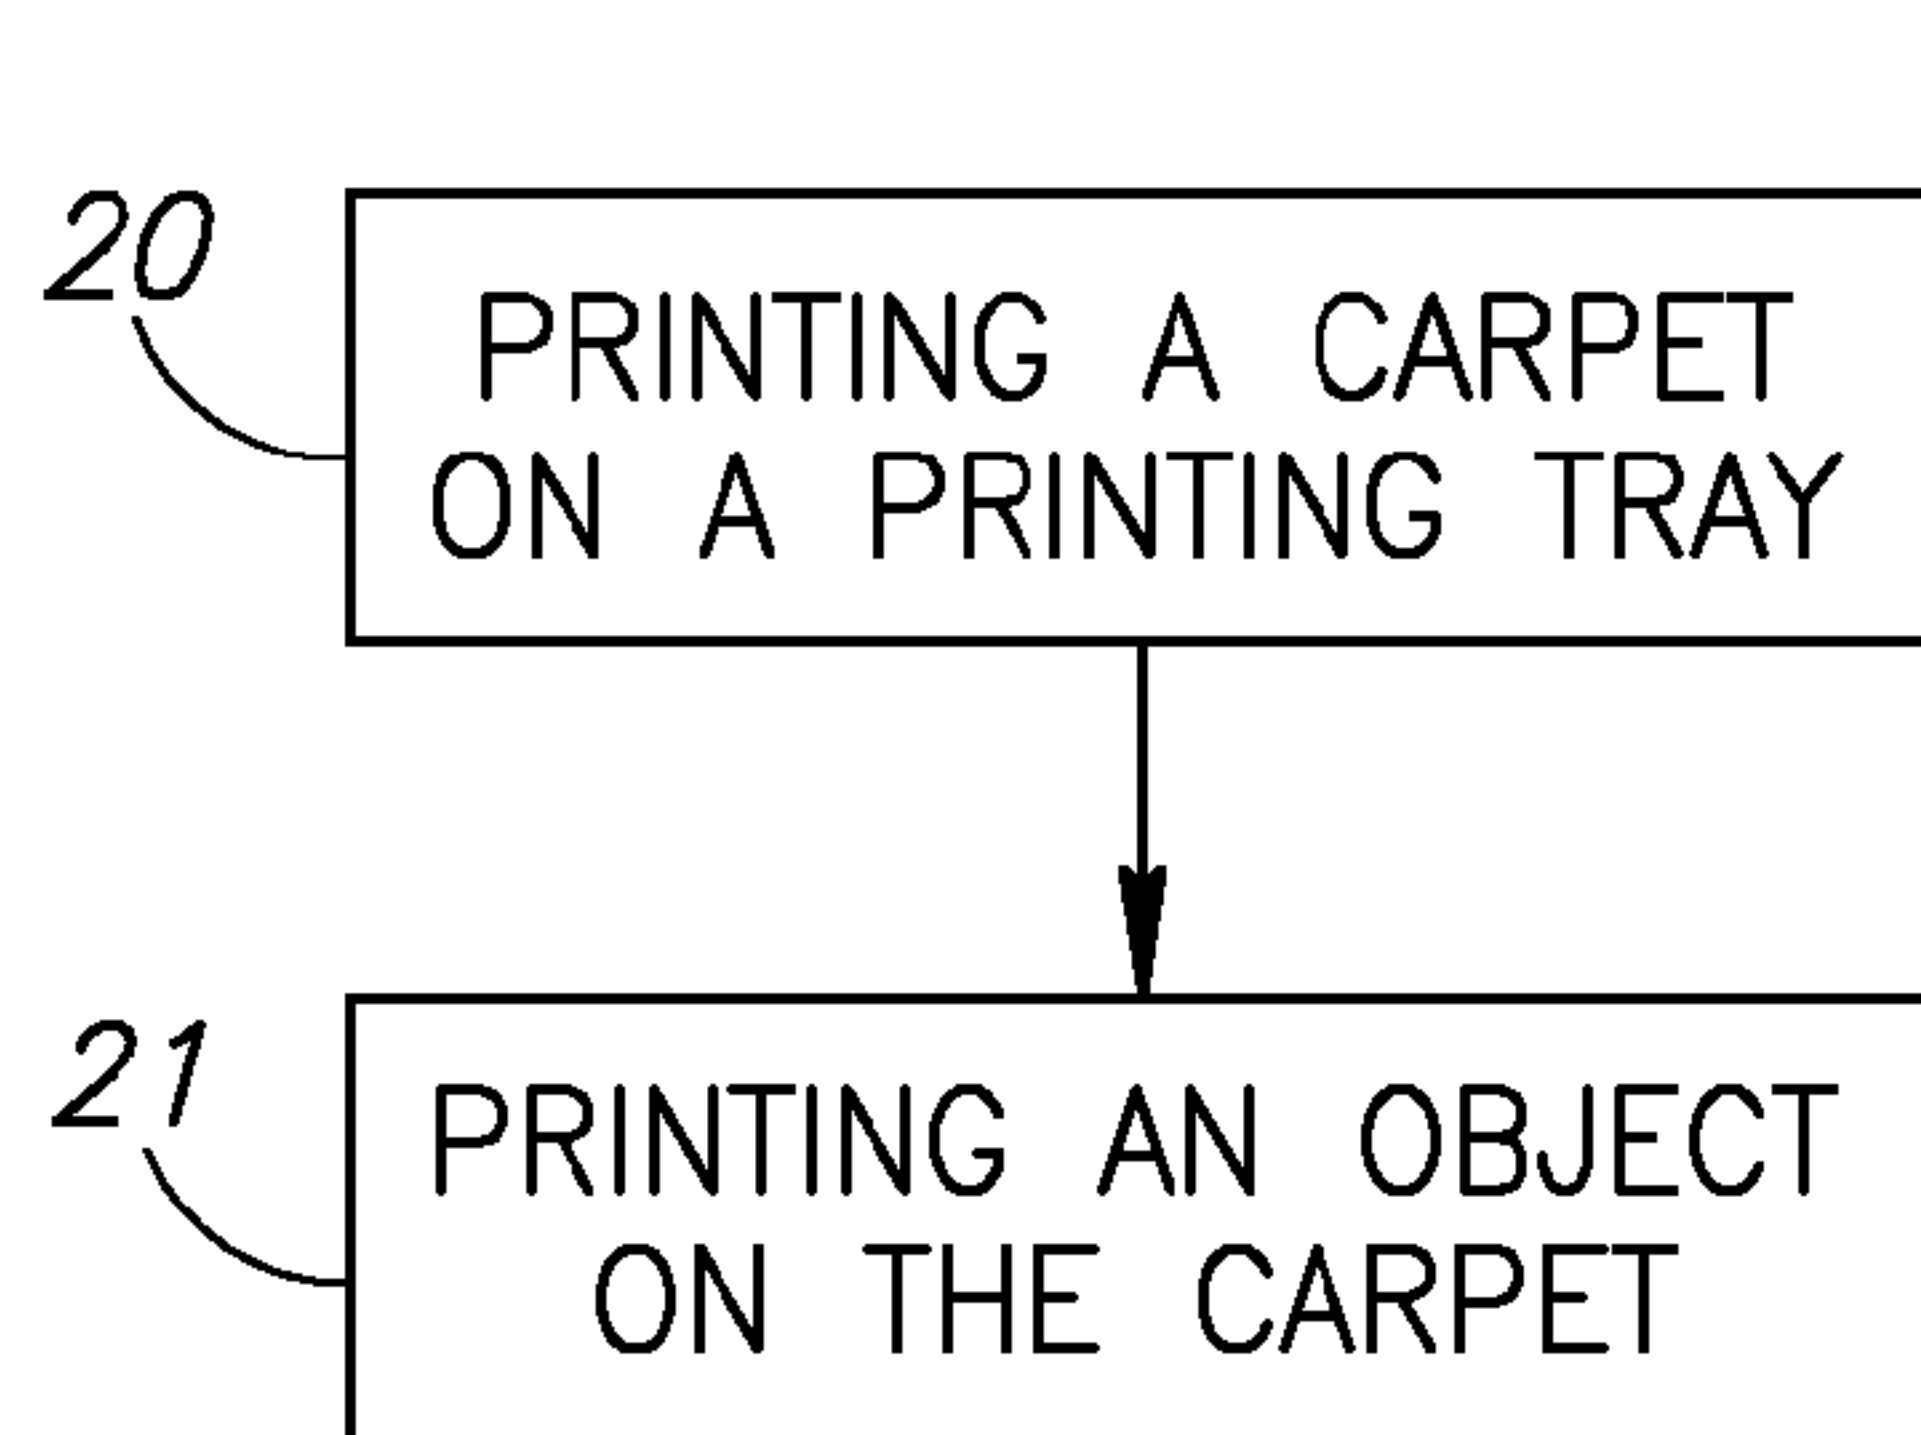 20
PRINTING A CARPET
ON A PRINTING TRAY
21
PRINTING AN OBJECT
ON THE CARPET